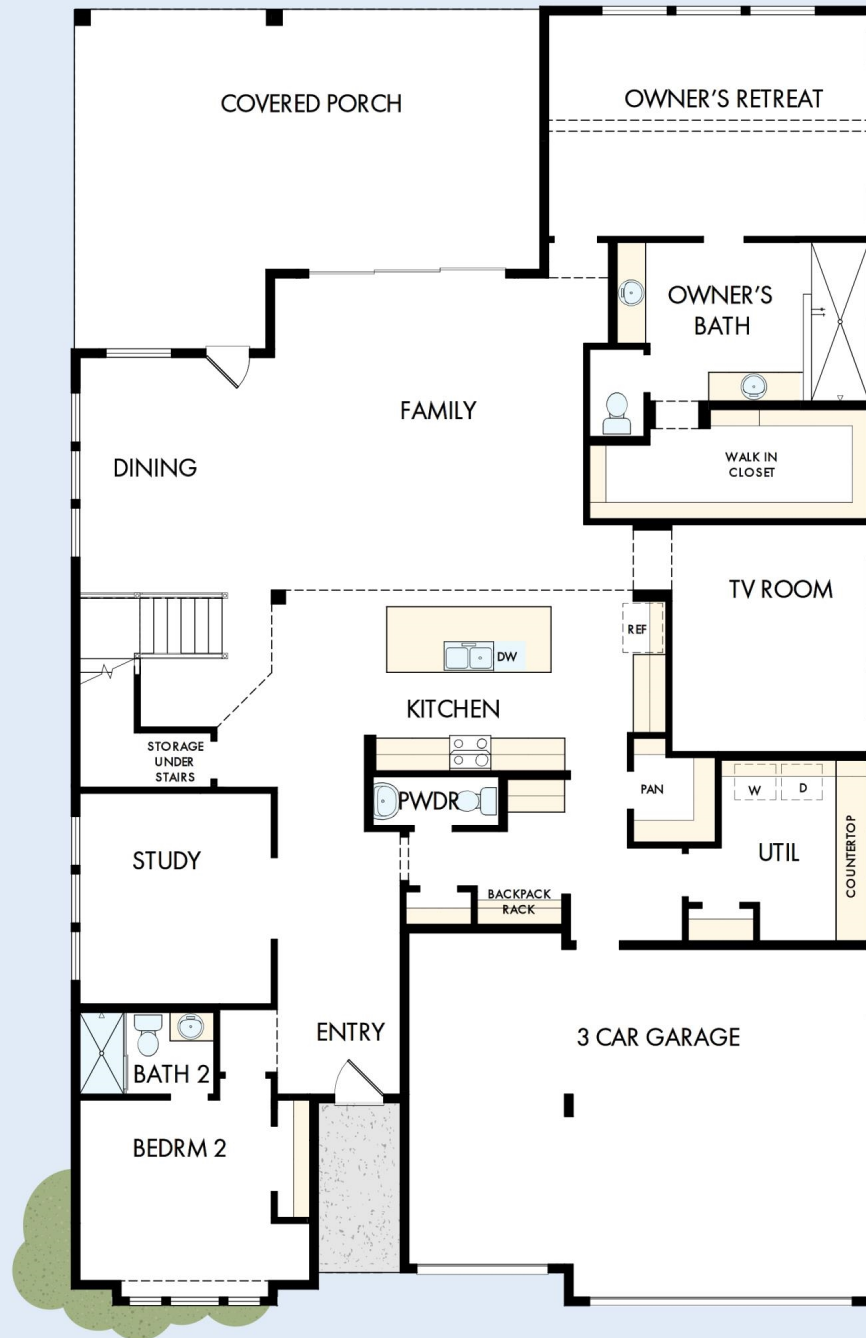 COVERED PORCH
OWNER'S RETREAT
OWNER'S
BATH
FAMILY
DINING
WALK IN
CLOSET
TV ROOM
REF
DW
KITCHEN
STORAGE
UNDER
STAIRS
PWDR
PAN
W
D
STUDY
UTIL
COUNTERTOP
BACKPACK
RACK
ENTRY
3 CAR GARAGE
BATH 2
BEDRM 2